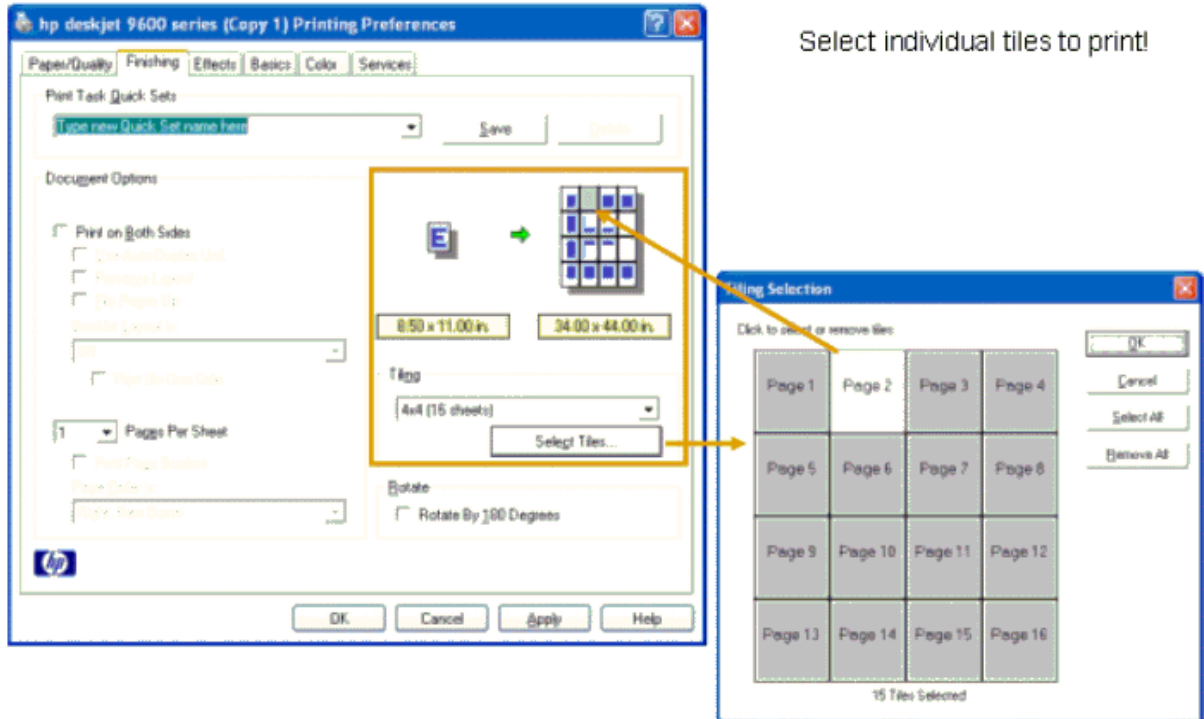 hp deskjet 9600 series (Copy 1) Printing Preferences
Select individual tiles to print!
Paper/Quality Finishing Effects Basics Color Services
Print Task Quick Sets
Type new Quick Set name here
Save
Document Options
Print on Both Sides
E
8.50 x 11.00 in.
34.00 x 44.00 in.
Tiling
4x4 (16 sheets)
Select Tiles...
1 Pages Per Sheet
Rotate
Rotate By 180 Degrees
hp
OK Cancel Apply Help
Tiling Selection
Click to select or remove tiles
Page 1 Page 2 Page 3 Page 4
Page 5 Page 6 Page 7 Page 8
Page 9 Page 10 Page 11 Page 12
Page 13 Page 14 Page 15 Page 16
OK
Cancel
Select All
Remove All
15 Tiles Selected